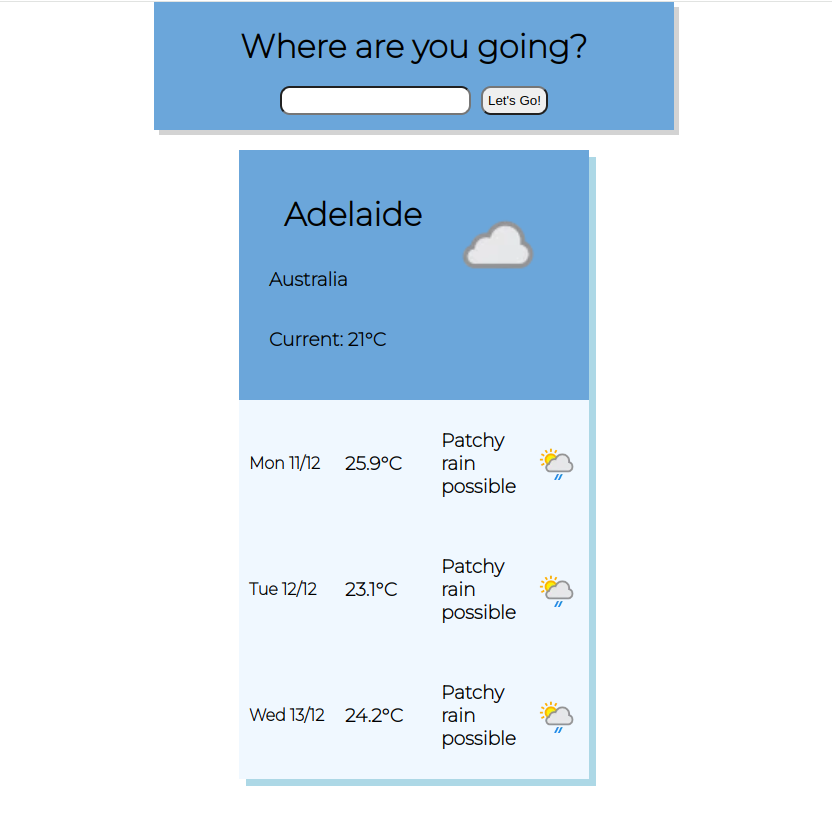 Where are you going?
Let's Go!
Adelaide
Australia
Current: 21°C
Mon 11/12 25.9°C Patchy
rain
possible
Tue 12/12 23.1°C Patchy
rain
possible
Wed 13/12 24.2°C Patchy
rain
possible